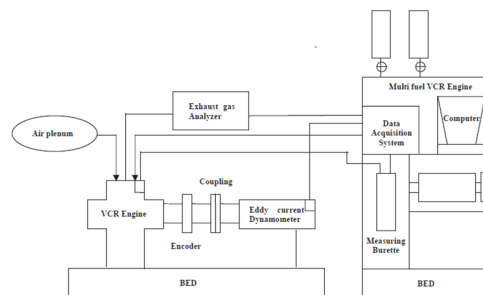 Multi fuel VCR Engine
Exhaust gas
Analyzer
Data
Acquisition
System
Computer
Air plenum
Coupling
VCR Engine
Eddy current
Dynamometer
Encoder
Measuring
Burette
BED
BED